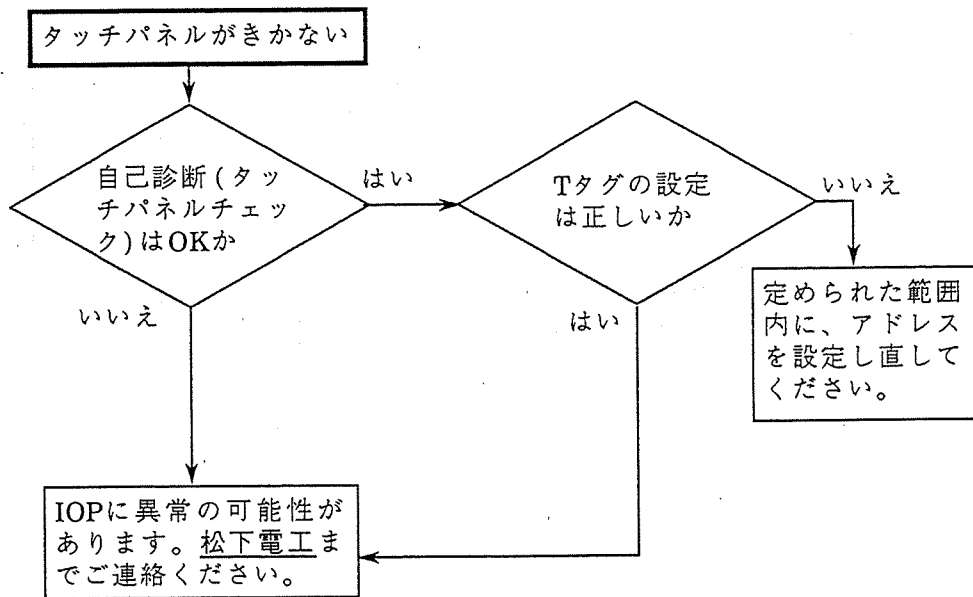 タッチパネルがきかない
自己診断(タッ
チパネルチェッ
ク)はOKか
はい
Tタグの設定
は正しいか
いいえ
定められた範囲
内に、アドレス
を設定し直して
ください。
いいえ
はい
IOPに異常の可能性が
あります。松下電工ま
でご連絡ください。